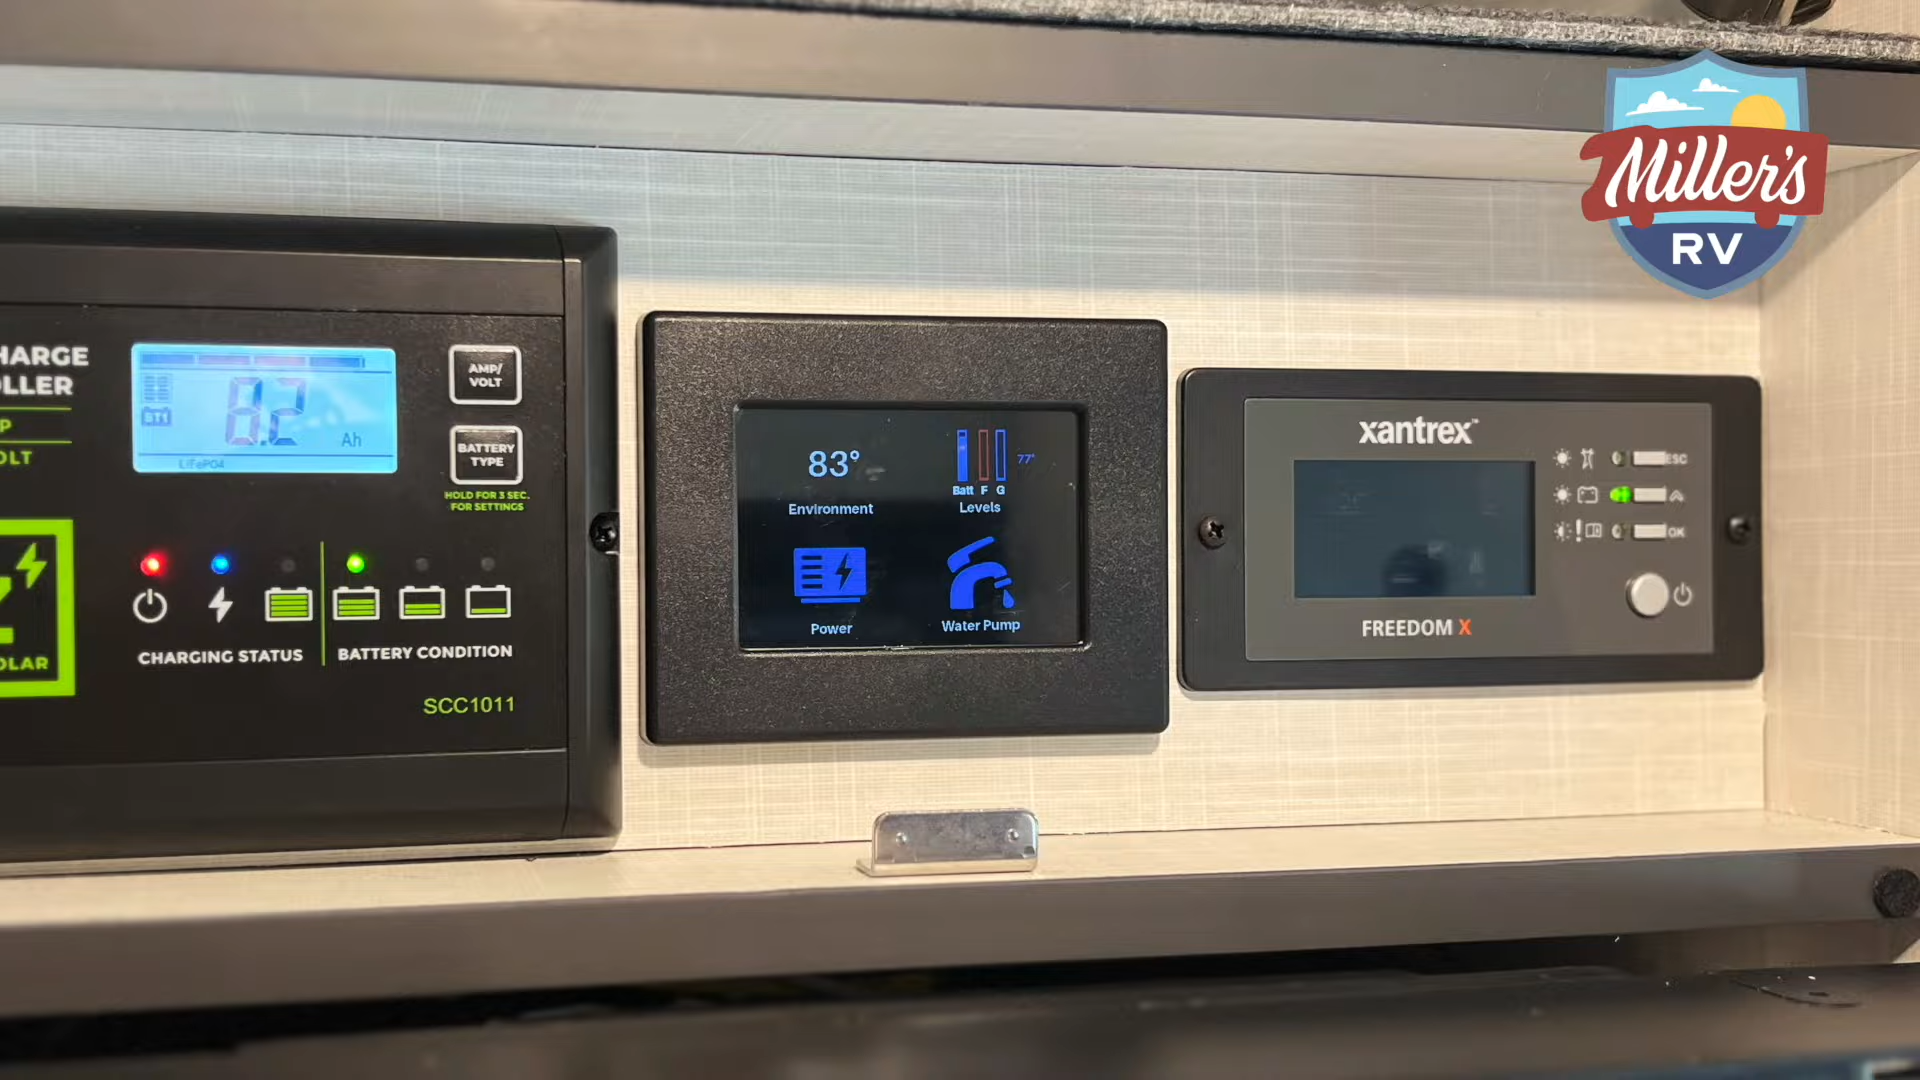 Miller's
RV
HARGE
OLLER
P
OLT
8.2
Ah
BT1
LiFePO4
AMP/
VOLT
BATTERY
TYPE
HOLD FOR 3 SEC.
FOR SETTINGS
CHARGING STATUS
BATTERY CONDITION
OLAR
SCC1011
83°
Environment
77°
Batt F G
Levels
Power
Water Pump
xantrex™
ESC
OK
FREEDOM X